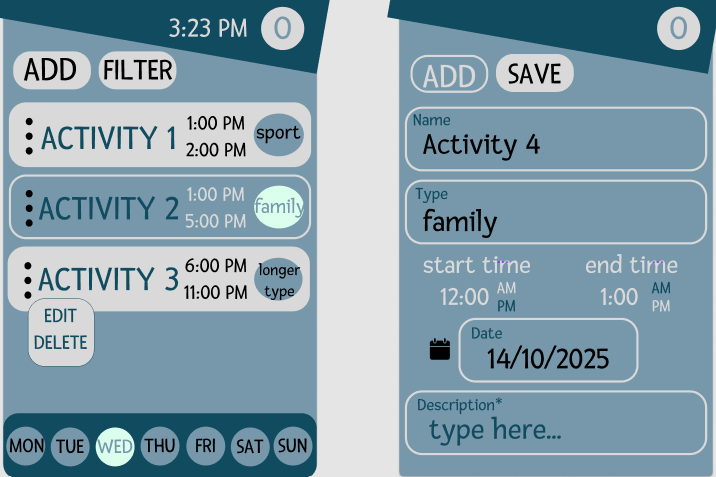 3:23 PM O
ADD FILTER
ACTIVITY 1 1:00 PM
2:00 PM
sport
ACTIVITY 2 1:00 PM
5:00 PM
family
ACTIVITY 3 6:00 PM
11:00 PM
longer
type
EDIT
DELETE
MON TUE WED THU FRI SAT SUN
O
ADD SAVE
Name
Activity 4
Type
family
start time end time
12:00 AM
PM
1:00 AM
PM
Date
14/10/2025
Description*
type here...